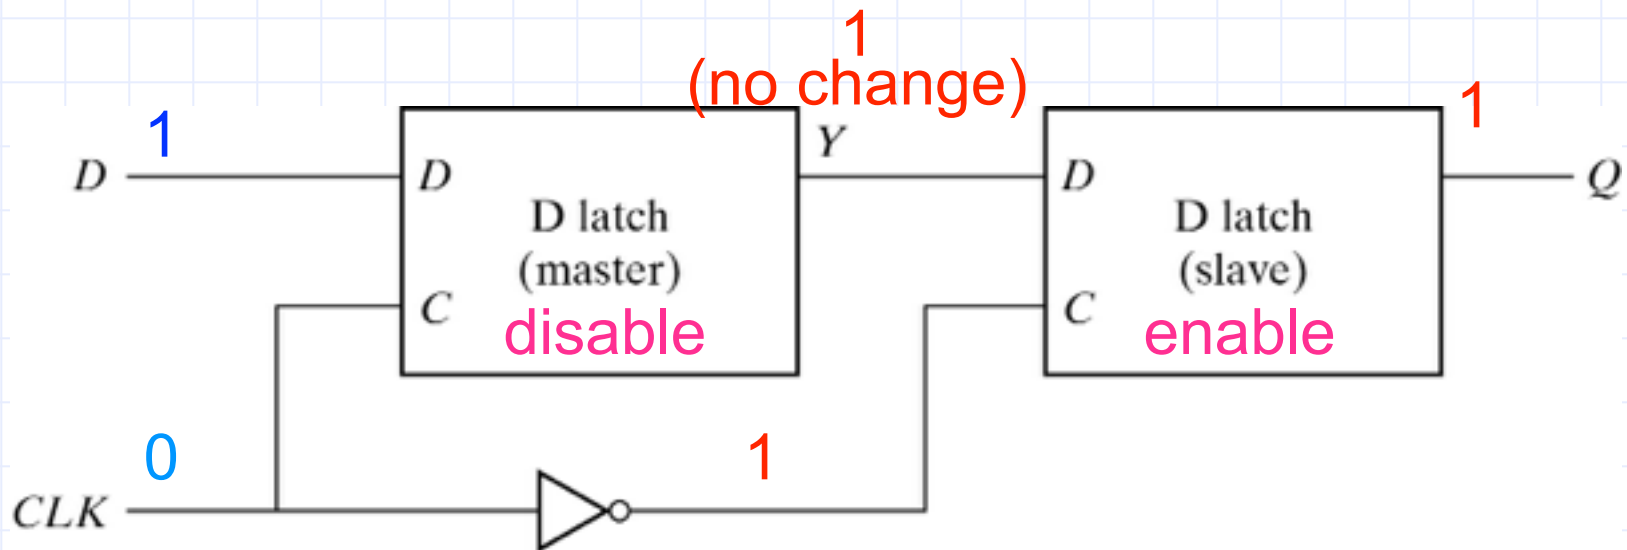 1
(no change)
1
1
Y
D
D
D
Q
D latch
(master)
D latch
(slave)
C
disable
C
enable
0
1
CLK